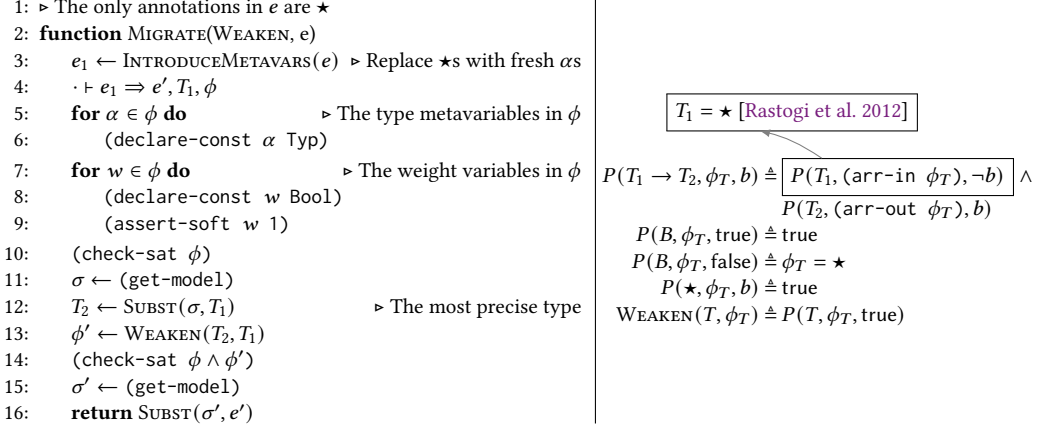 1: ▹ The only annotations in e are ★
2: function MIGRATE(WEAKEN, e)
3: e₁ ← INTRODUCEMETAVARS(e) ▹ Replace ★s with fresh αs
4: · ⊢ e₁ ⇒ e′, T₁, ϕ
5: for α ∈ ϕ do ▹ The type metavariables in ϕ
6: (declare-const α Typ)
7: for w ∈ ϕ do ▹ The weight variables in ϕ
8: (declare-const w Bool)
9: (assert-soft w 1)
10: (check-sat ϕ)
11: σ ← (get-model)
12: T₂ ← SUBST(σ, T₁) ▹ The most precise type
13: ϕ′ ← WEAKEN(T₂, T₁)
14: (check-sat ϕ ∧ ϕ′)
15: σ′ ← (get-model)
16: return SUBST(σ′, e′)
T₁ = ★ [Rastogi et al. 2012]
P(T₁ → T₂, ϕ_T, b) ≜ P(T₁, (arr-in ϕ_T), ¬b) ∧
P(T₂, (arr-out ϕ_T), b)
P(B, ϕ_T, true) ≜ true
P(B, ϕ_T, false) ≜ ϕ_T = ★
P(★, ϕ_T, b) ≜ true
WEAKEN(T, ϕ_T) ≜ P(T, ϕ_T, true)